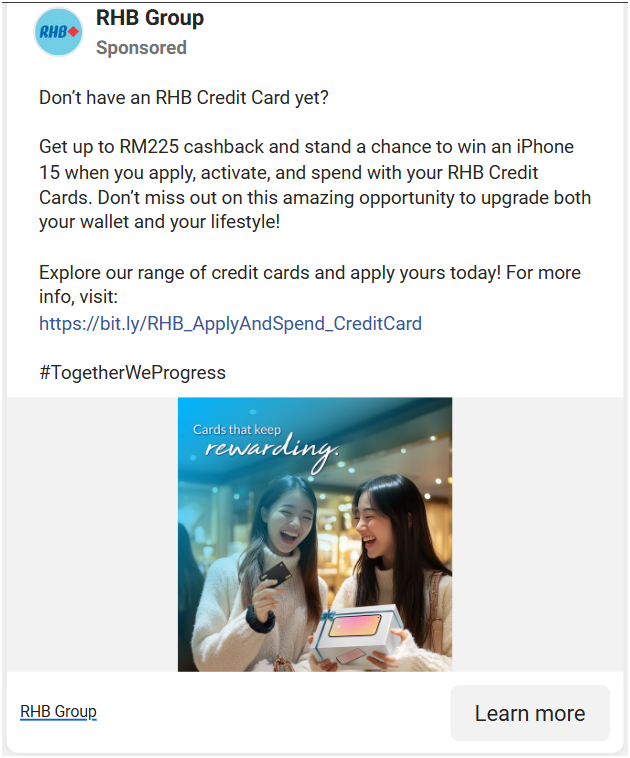 RHB
RHB Group
Sponsored
Don’t have an RHB Credit Card yet?
Get up to RM225 cashback and stand a chance to win an iPhone
15 when you apply, activate, and spend with your RHB Credit
Cards. Don’t miss out on this amazing opportunity to upgrade both
your wallet and your lifestyle!
Explore our range of credit cards and apply yours today! For more
info, visit:
https://bit.ly/RHB_ApplyAndSpend_CreditCard
#TogetherWeProgress
Cards that keep
rewarding.
RHB Group
Learn more